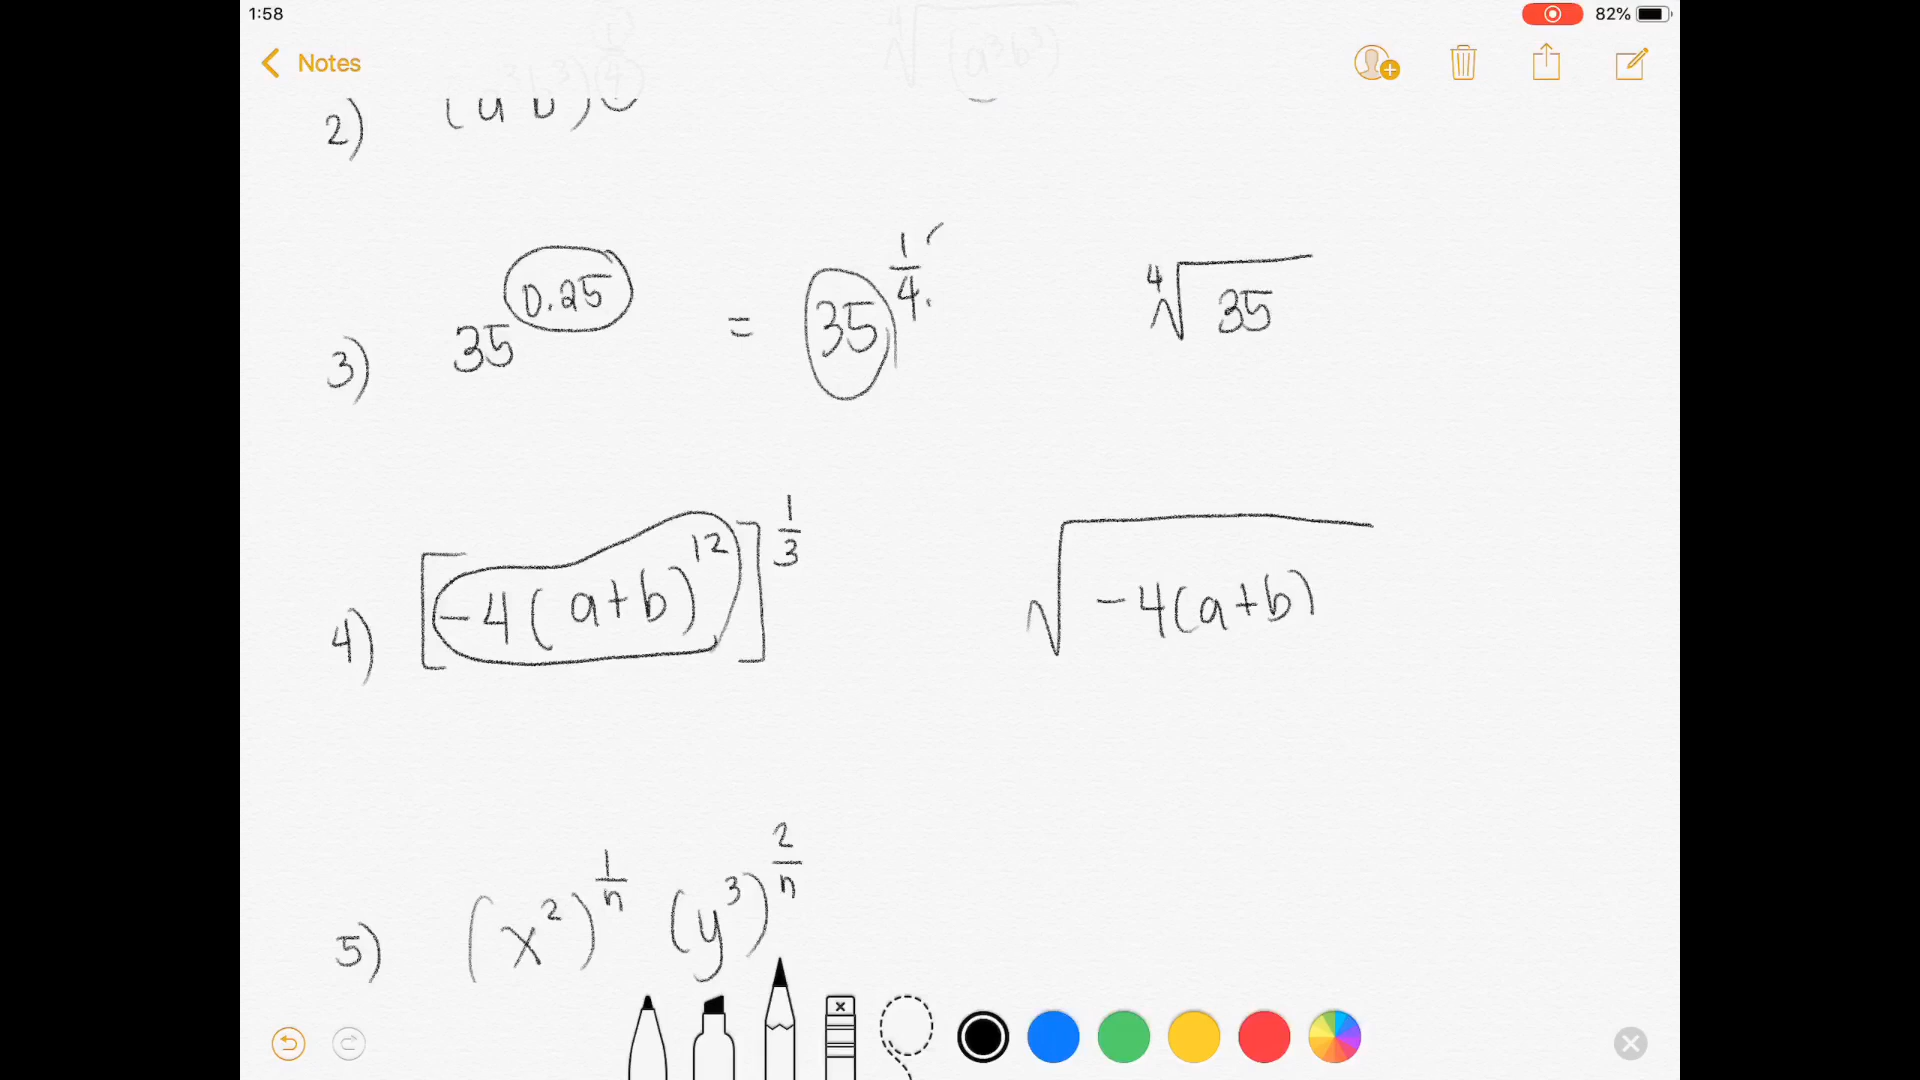 1:58
82%
Notes
2) (a b)
3) 35^0.25 = 35^1/4 ⁴√35
4) [-4(a+b)^12]^1/3 √-4(a+b)
5) (x^2)^1/n (y^3)^2/n